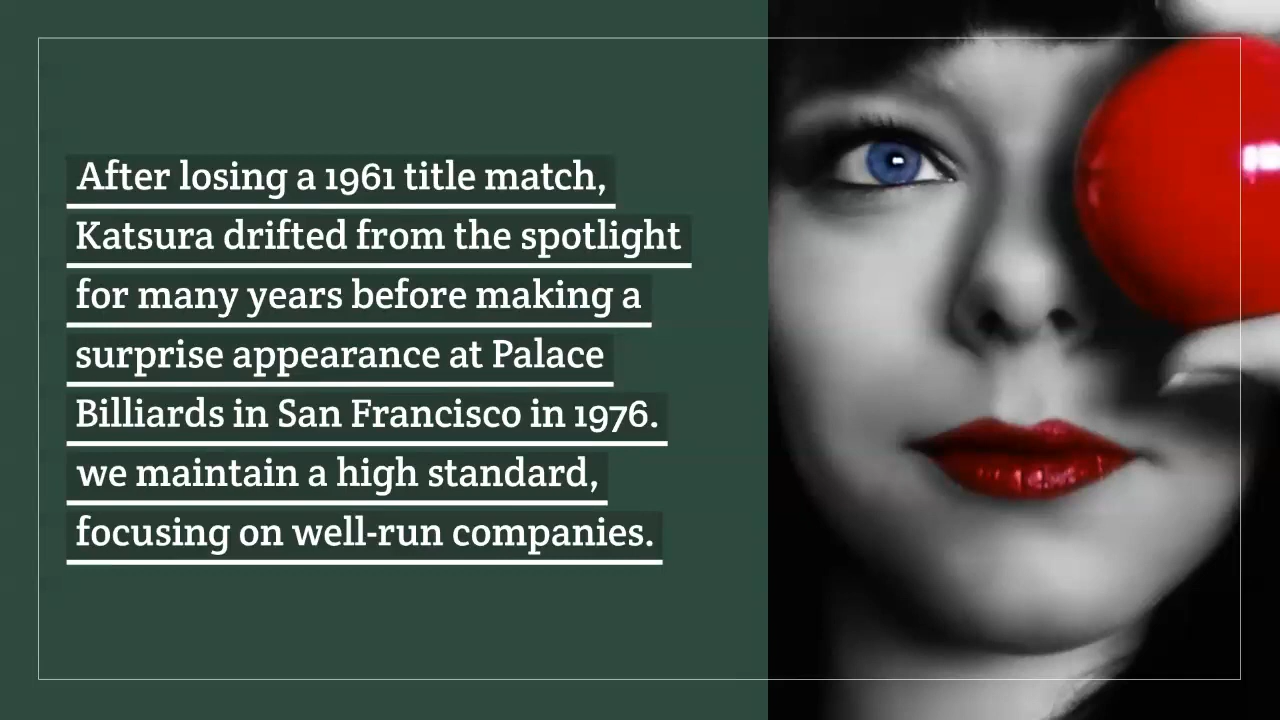 After losing a 1961 title match,
Katsura drifted from the spotlight
for many years before making a
surprise appearance at Palace
Billiards in San Francisco in 1976.
we maintain a high standard,
focusing on well-run companies.